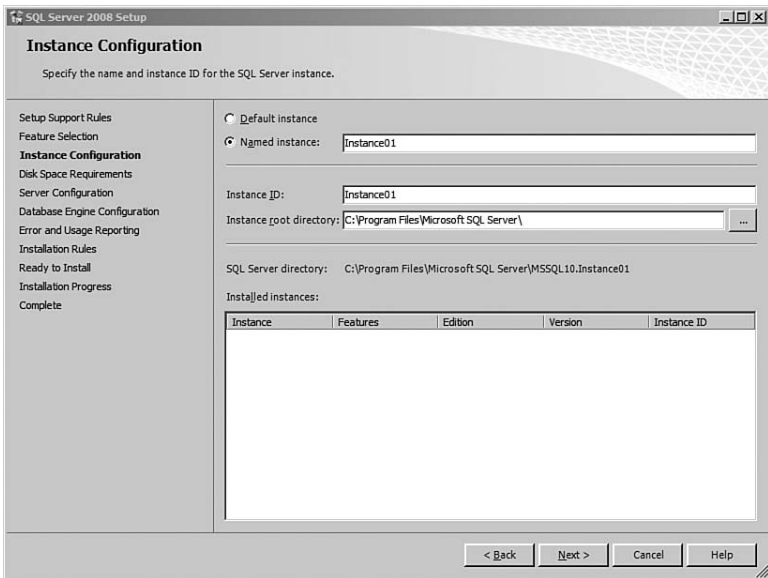 SQL Server 2008 Setup
Instance Configuration
Specify the name and instance ID for the SQL Server instance.
Setup Support Rules
Feature Selection
Instance Configuration
Disk Space Requirements
Server Configuration
Database Engine Configuration
Error and Usage Reporting
Installation Rules
Ready to Install
Installation Progress
Complete
Default instance
Named instance: Instance01
Instance ID: Instance01
Instance root directory: C:\Program Files\Microsoft SQL Server\ ...
SQL Server directory: C:\Program Files\Microsoft SQL Server\MSSQL10.Instance01
Installed instances:
Instance Features Edition Version Instance ID
< Back Next > Cancel Help